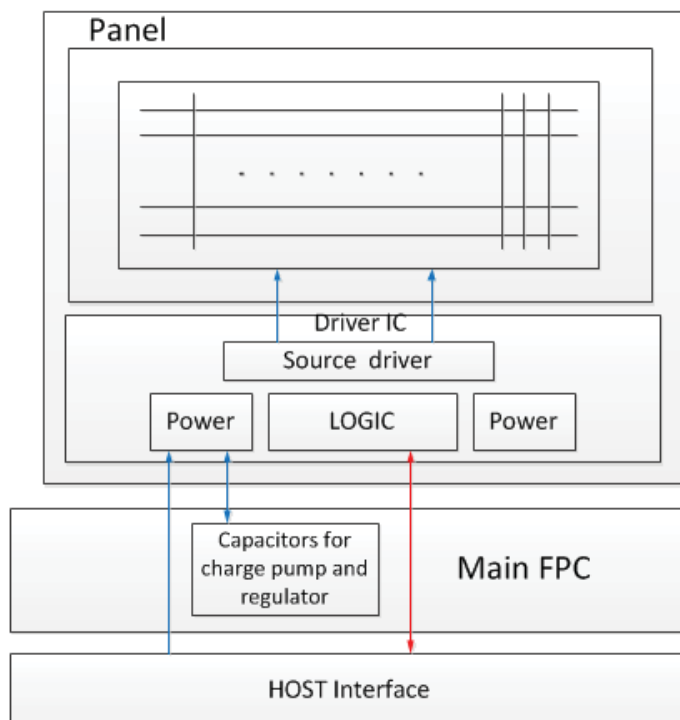 Panel
Driver IC
Source driver
Power
LOGIC
Power
Capacitors for
charge pump and
regulator
Main FPC
HOST Interface